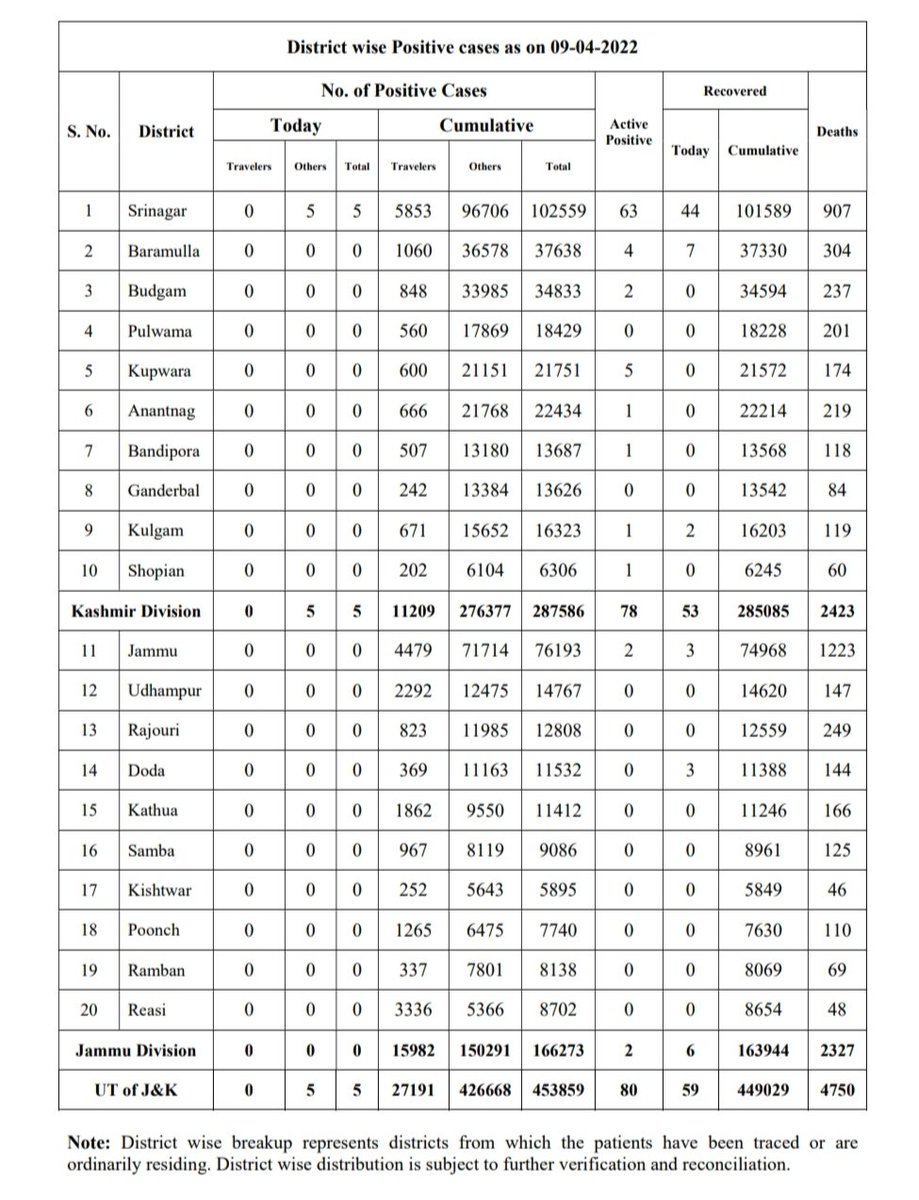 District wise Positive cases as on 09-04-2022
S. No. District No. of Positive Cases Active Positive Recovered Deaths
Today Cumulative Today Cumulative
Travelers Others Total Travelers Others Total
1 Srinagar 0 5 5 5853 96706 102559 63 44 101589 907
2 Baramulla 0 0 0 1060 36578 37638 4 7 37330 304
3 Budgam 0 0 0 848 33985 34833 2 0 34594 237
4 Pulwama 0 0 0 560 17869 18429 0 0 18228 201
5 Kupwara 0 0 0 600 21151 21751 5 0 21572 174
6 Anantnag 0 0 0 666 21768 22434 1 0 22214 219
7 Bandipora 0 0 0 507 13180 13687 1 0 13568 118
8 Ganderbal 0 0 0 242 13384 13626 0 0 13542 84
9 Kulgam 0 0 0 671 15652 16323 1 2 16203 119
10 Shopian 0 0 0 202 6104 6306 1 0 6245 60
Kashmir Division 0 5 5 11209 276377 287586 78 53 285085 2423
11 Jammu 0 0 0 4479 71714 76193 2 3 74968 1223
12 Udhampur 0 0 0 2292 12475 14767 0 0 14620 147
13 Rajouri 0 0 0 823 11985 12808 0 0 12559 249
14 Doda 0 0 0 369 11163 11532 0 3 11388 144
15 Kathua 0 0 0 1862 9550 11412 0 0 11246 166
16 Samba 0 0 0 967 8119 9086 0 0 8961 125
17 Kishtwar 0 0 0 252 5643 5895 0 0 5849 46
18 Poonch 0 0 0 1265 6475 7740 0 0 7630 110
19 Ramban 0 0 0 337 7801 8138 0 0 8069 69
20 Reasi 0 0 0 3336 5366 8702 0 0 8654 48
Jammu Division 0 0 0 15982 150291 166273 2 6 163944 2327
UT of J&K 0 5 5 27191 426668 453859 80 59 449029 4750
Note: District wise breakup represents districts from which the patients have been traced or are
ordinarily residing. District wise distribution is subject to further verification and reconciliation.